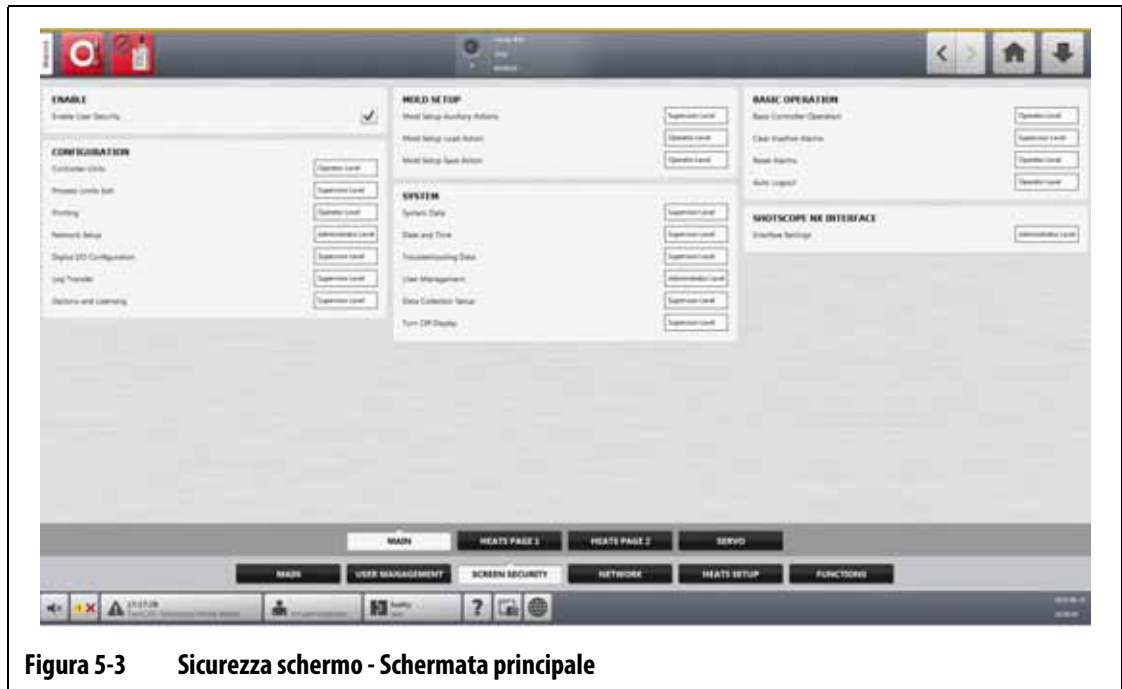 ENABLE
Enable User Security
CONFIGURATION
Controller Units
Operator Level
Process Limits Edit
Supervisor Level
Printing
Operator Level
Network Setup
Administrator Level
Digital I/O Configuration
Supervisor Level
Log Transfer
Supervisor Level
Options and Licensing
Supervisor Level
MOLD SETUP
Mold Setup Auxiliary Actions
Supervisor Level
Mold Setup Load Action
Operator Level
Mold Setup Save Action
Operator Level
SYSTEM
System Data
Supervisor Level
Date and Time
Supervisor Level
Troubleshooting Data
Supervisor Level
User Management
Administrator Level
Data Collection Setup
Supervisor Level
Turn Off Display
Supervisor Level
BASIC OPERATION
Basic Controller Operation
Operator Level
Clear Inactive Alarms
Supervisor Level
Reset Alarms
Operator Level
Auto Logout
Operator Level
SHOTSCOPE NX INTERFACE
Interface Settings
Administrator Level
MAIN
HEATS PAGE 1
HEATS PAGE 2
SERVO
MAIN
USER MANAGEMENT
SCREEN SECURITY
NETWORK
HEATS SETUP
FUNCTIONS
17:17:28
?
Figura 5-3 Sicurezza schermo - Schermata principale